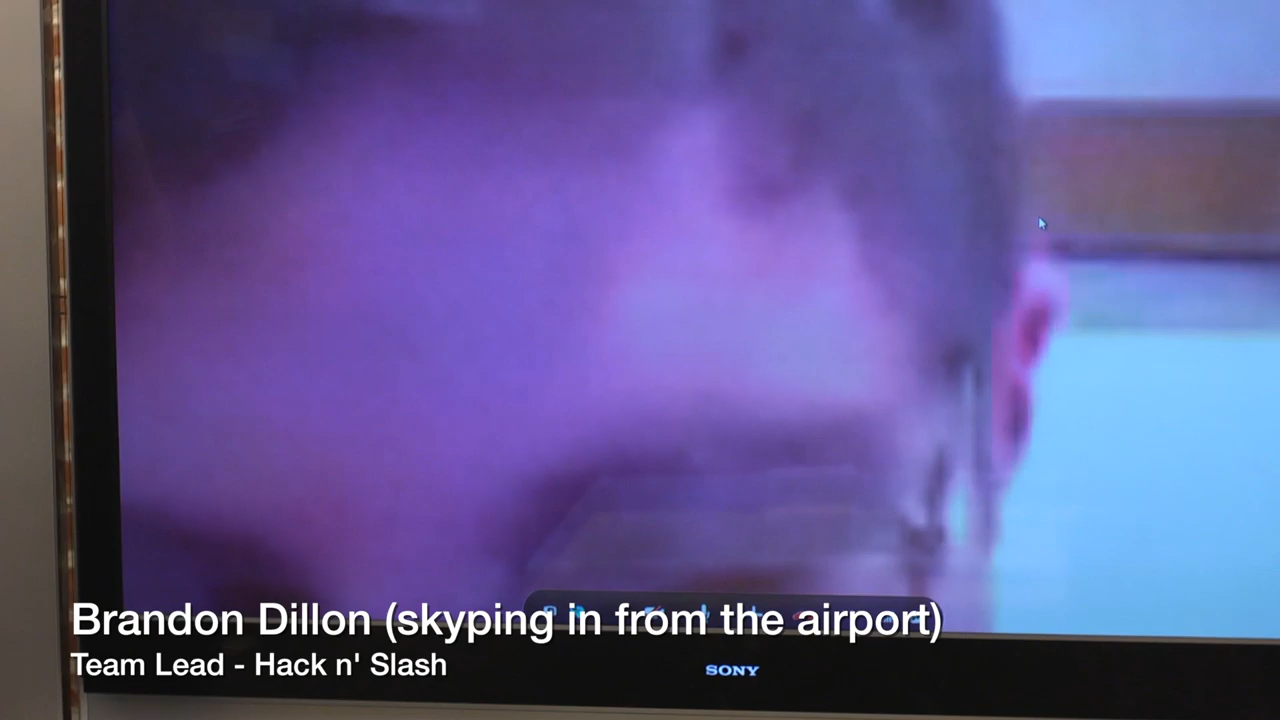 Brandon Dillon (skyping in from the airport)
Team Lead - Hack n' Slash
SONY